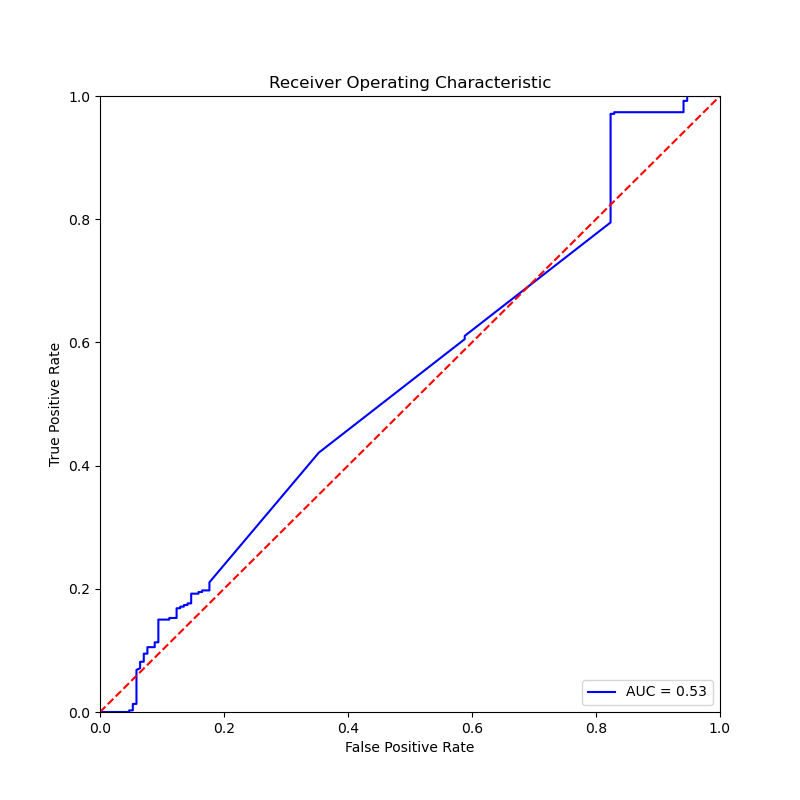 Receiver Operating Characteristic
True Positive Rate
1.0
0.8
0.6
0.4
0.2
0.0
AUC = 0.53
0.0 0.2 0.4 0.6 0.8 1.0
False Positive Rate